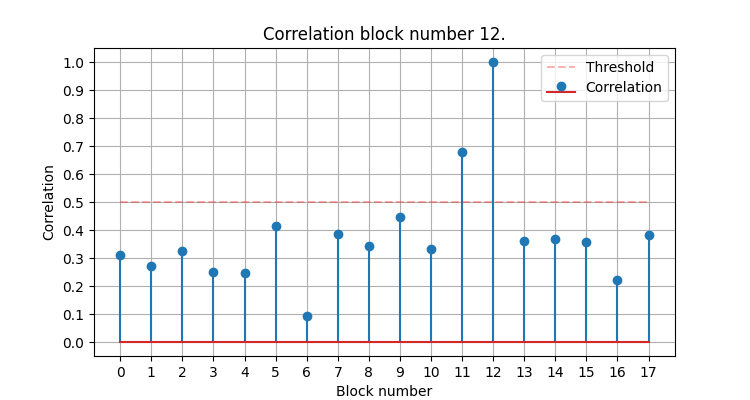 Correlation block number 12.
Threshold
Correlation
Correlation
1.0
0.9
0.8
0.7
0.6
0.5
0.4
0.3
0.2
0.1
0.0
0 1 2 3 4 5 6 7 8 9 10 11 12 13 14 15 16 17
Block number